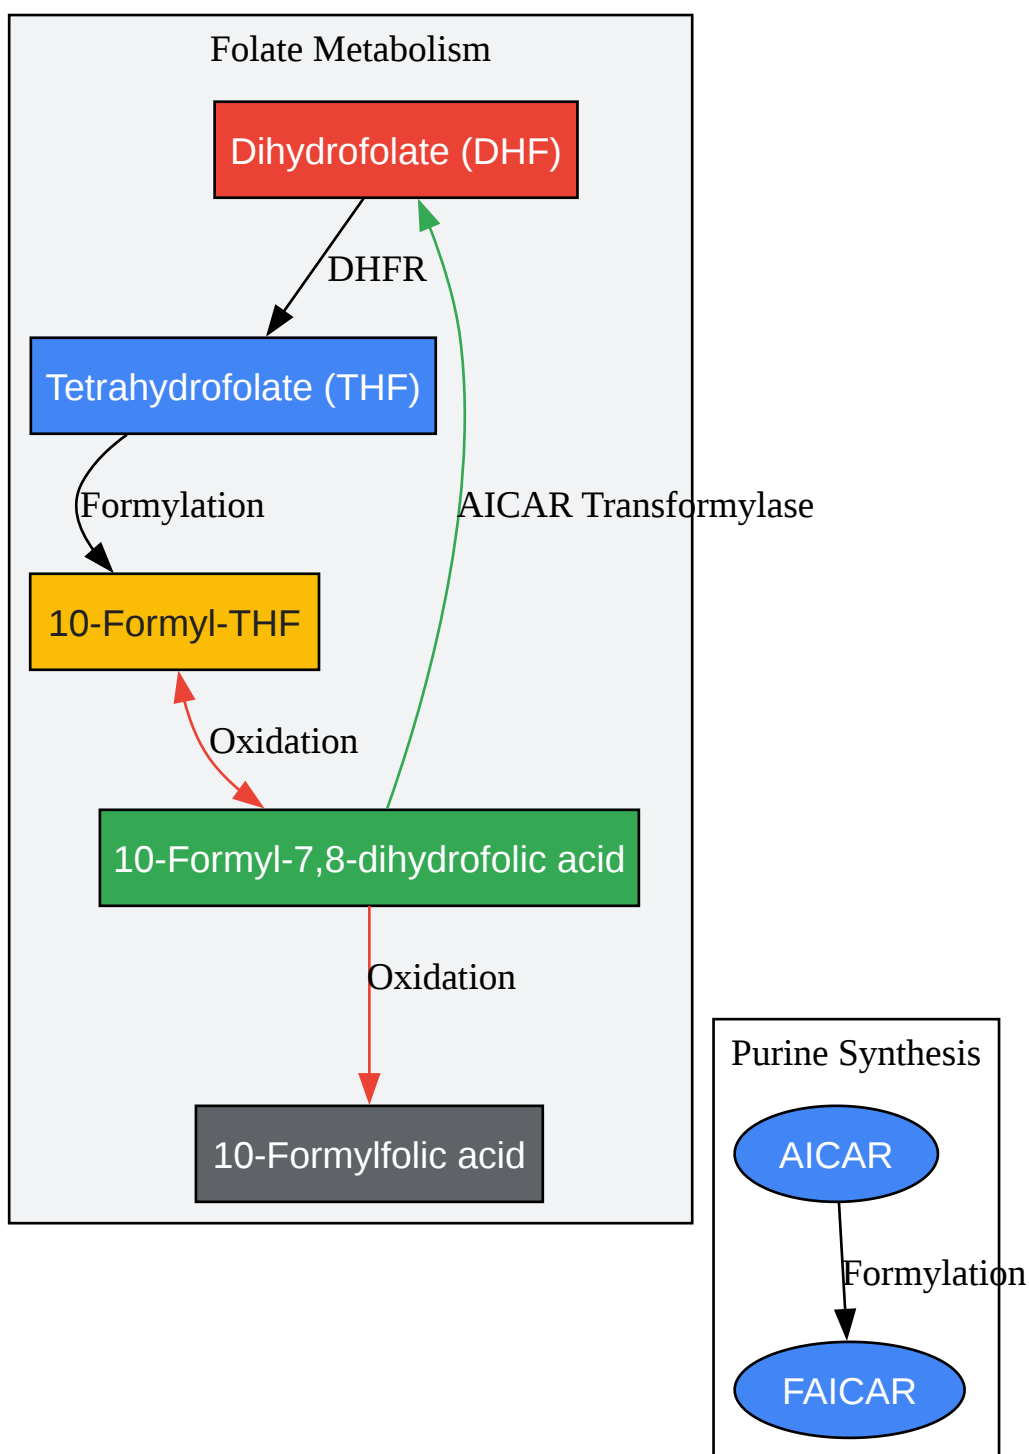 Folate Metabolism
Dihydrofolate (DHF)
DHFR
Tetrahydrofolate (THF)
Formylation
AICAR Transformylase
10-Formyl-THF
Oxidation
10-Formyl-7,8-dihydrofolic acid
Oxidation
10-Formylfolic acid
Purine Synthesis
AICAR
Formylation
FAICAR